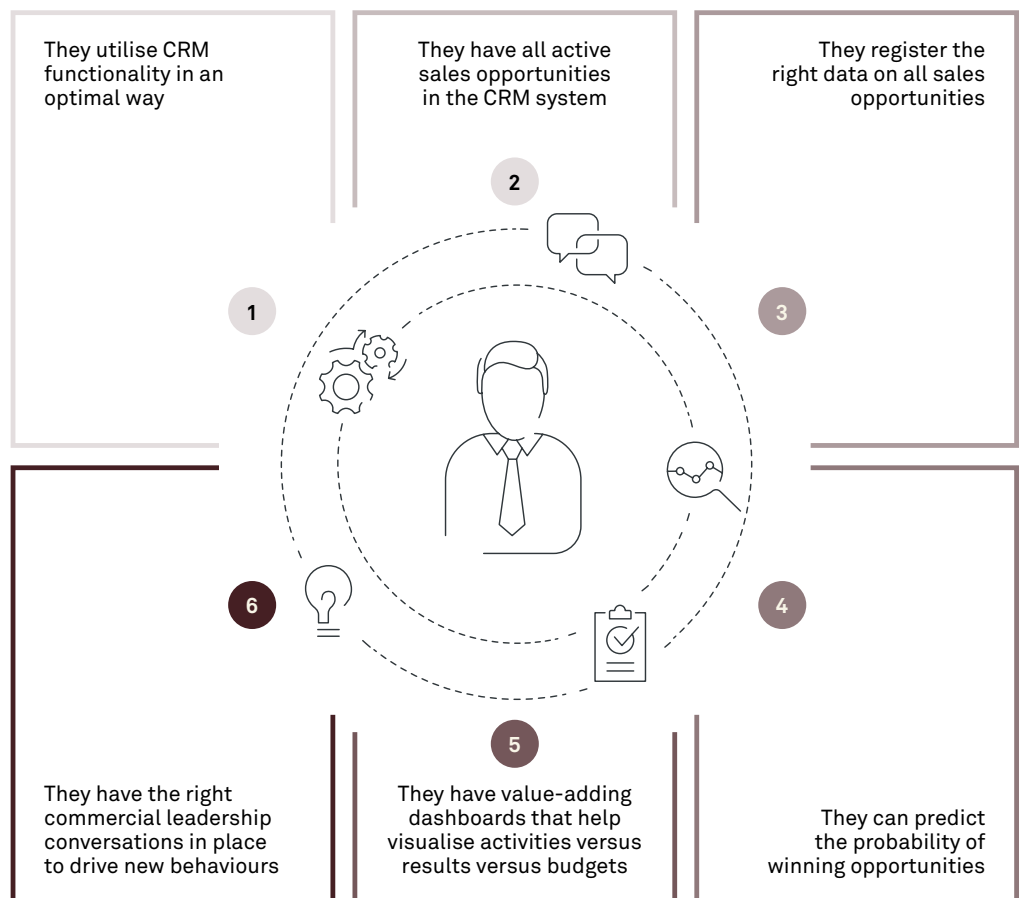 They utilise CRM
functionality in an
optimal way
They have all active
sales opportunities
in the CRM system
They register the
right data on all sales
opportunities
2
1
3
6
4
5
They have the right
commercial leadership
conversations in place
to drive new behaviours
They have value-adding
dashboards that help
visualise activities versus
results versus budgets
They can predict
the probability of
winning opportunities